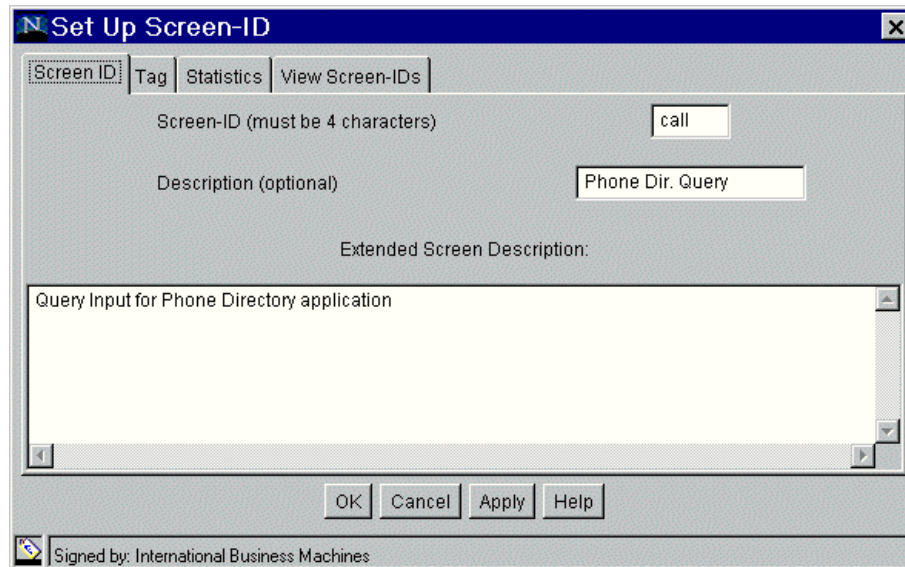 N Set Up Screen-ID
Screen ID Tag Statistics View Screen-IDs
Screen-ID (must be 4 characters) call
Description (optional) Phone Dir. Query
Extended Screen Description:
Query Input for Phone Directory application
OK Cancel Apply Help
Signed by: International Business Machines